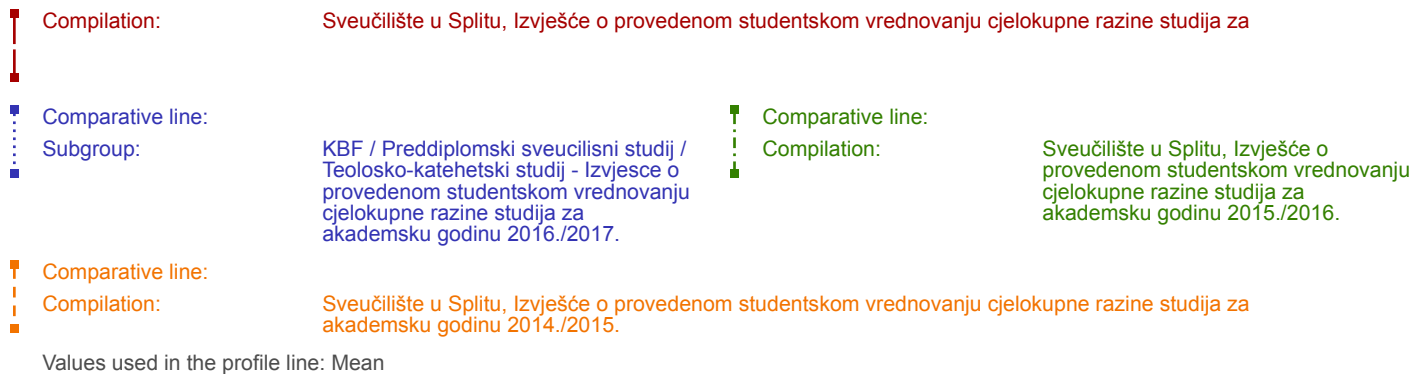 Compilation: Sveučilište u Splitu, Izvješće o provedenom studentskom vrednovanju cjelokupne razine studija za
Comparative line:
Subgroup: KBF / Preddiplomski sveucilisni studij /
Teolosko-katehetski studij - Izvjesce o
provedenom studentskom vrednovanju
cjelokupne razine studija za
akademsku godinu 2016./2017.
Comparative line:
Compilation: Sveučilište u Splitu, Izvješće o
provedenom studentskom vrednovanju
cjelokupne razine studija za
akademsku godinu 2015./2016.
Comparative line:
Compilation: Sveučilište u Splitu, Izvješće o provedenom studentskom vrednovanju cjelokupne razine studija za
akademsku godinu 2014./2015.
Values used in the profile line: Mean